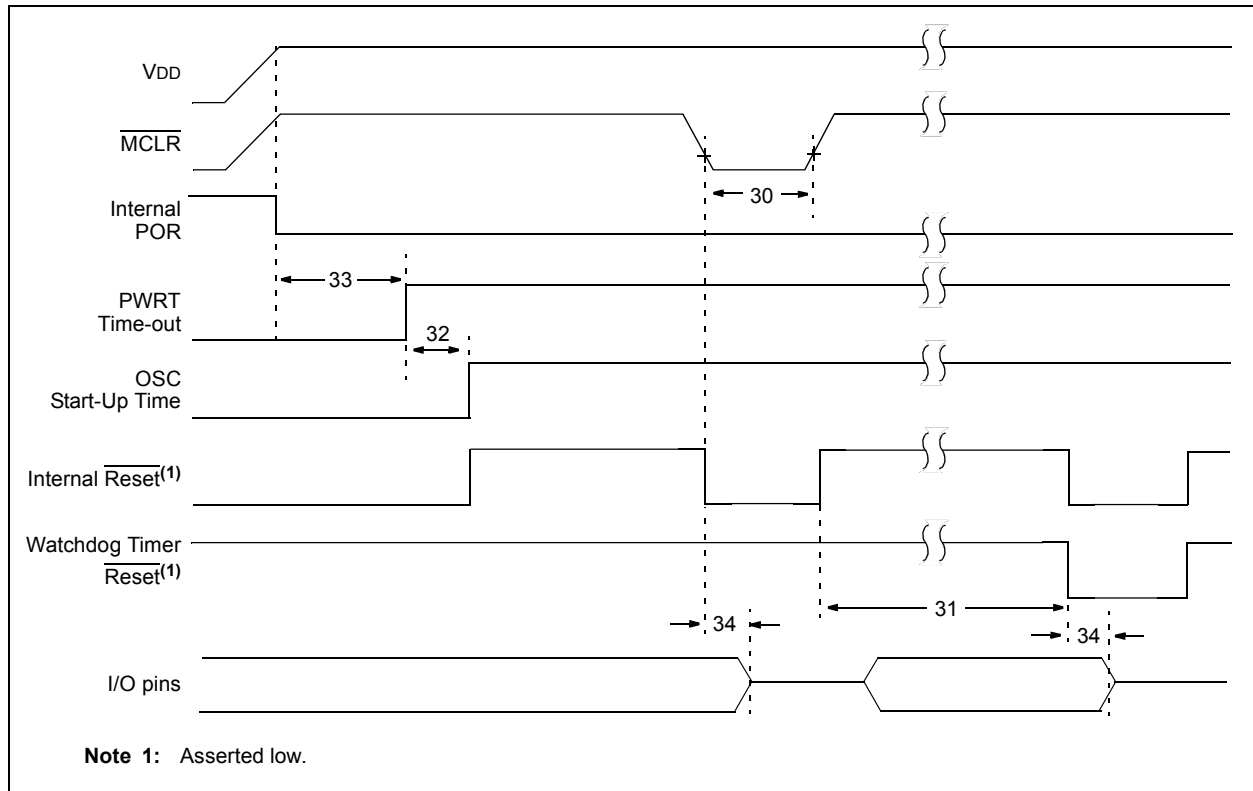 VDD
MCLR
30
Internal
POR
33
PWRT
Time-out
32
OSC
Start-Up Time
Internal Reset(1)
Watchdog Timer
Reset(1)
31
34
34
I/O pins
Note 1: Asserted low.